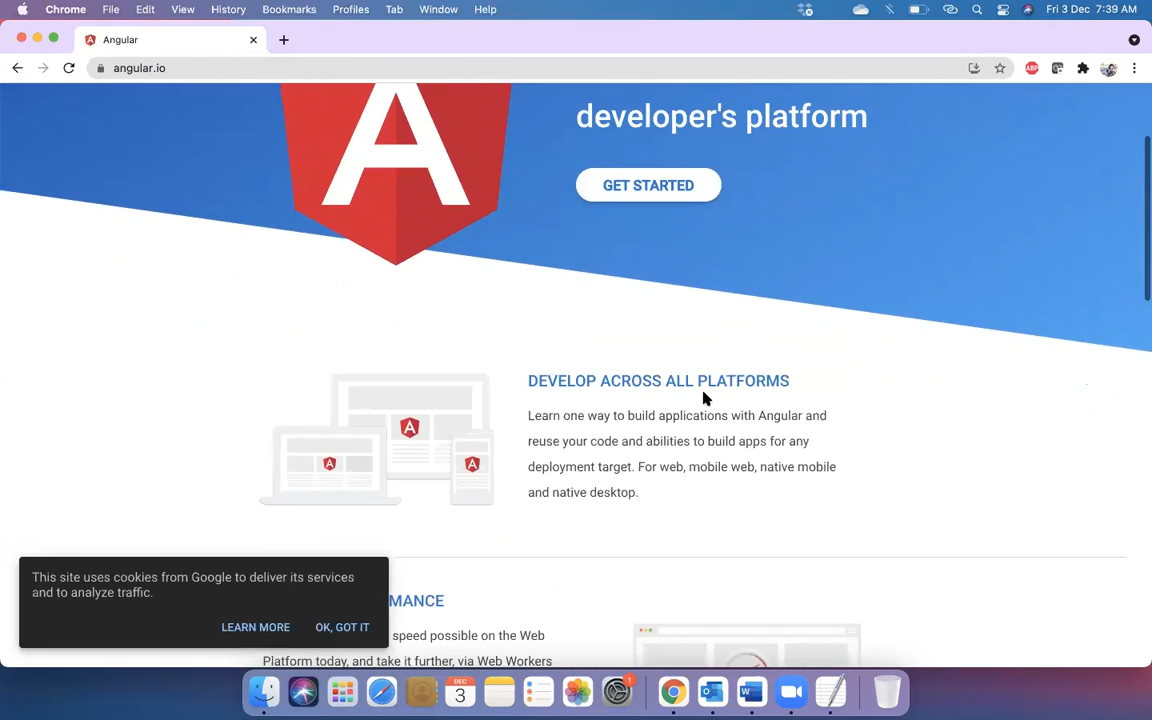 Chrome File Edit View History Bookmarks Profiles Tab Window Help Fri 3 Dec 7:39 AM
Angular
angular.io
ABP
developer's platform
GET STARTED
DEVELOP ACROSS ALL PLATFORMS
Learn one way to build applications with Angular and
reuse your code and abilities to build apps for any
deployment target. For web, mobile web, native mobile
and native desktop.
This site uses cookies from Google to deliver its services
and to analyze traffic.
LEARN MORE OK, GOT IT
MANCE
speed possible on the Web
Platform today, and take it further, via Web Workers
DEC
3
1